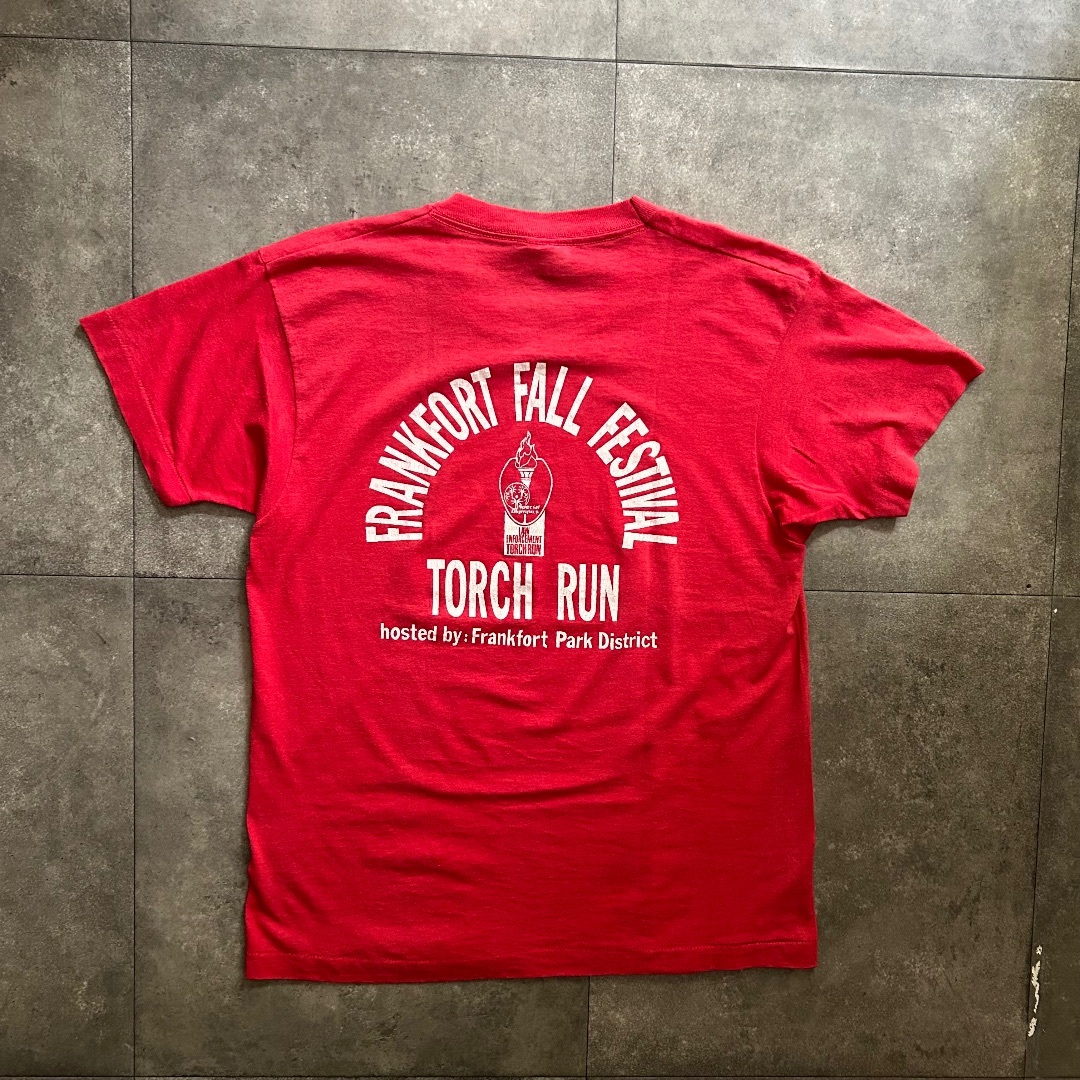 FRANKFORT FALL FESTIVAL
LAW
ENFORCEMENT
TORCH RUN
TORCH RUN
hosted by: Frankfort Park District